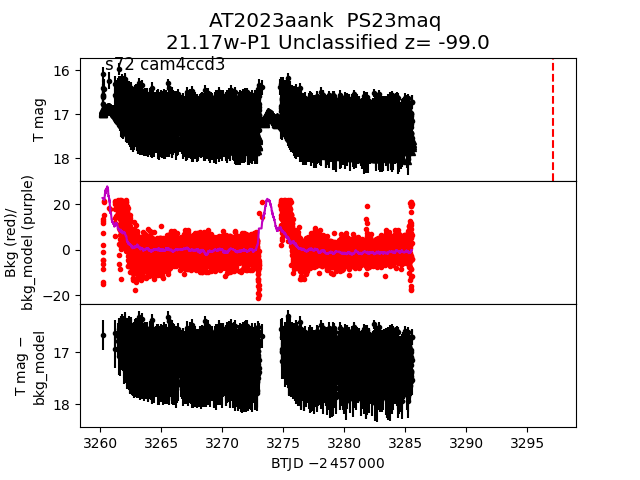 AT2023aank PS23maq
21.17w-P1 Unclassified z= -99.0
s72 cam4ccd3
16
17
18
T mag
20
0
−20
Bkg (red)/
bkg_model (purple)
17
18
T mag −
bkg_model
3260 3265 3270 3275 3280 3285 3290 3295
BTJD −2 457 000